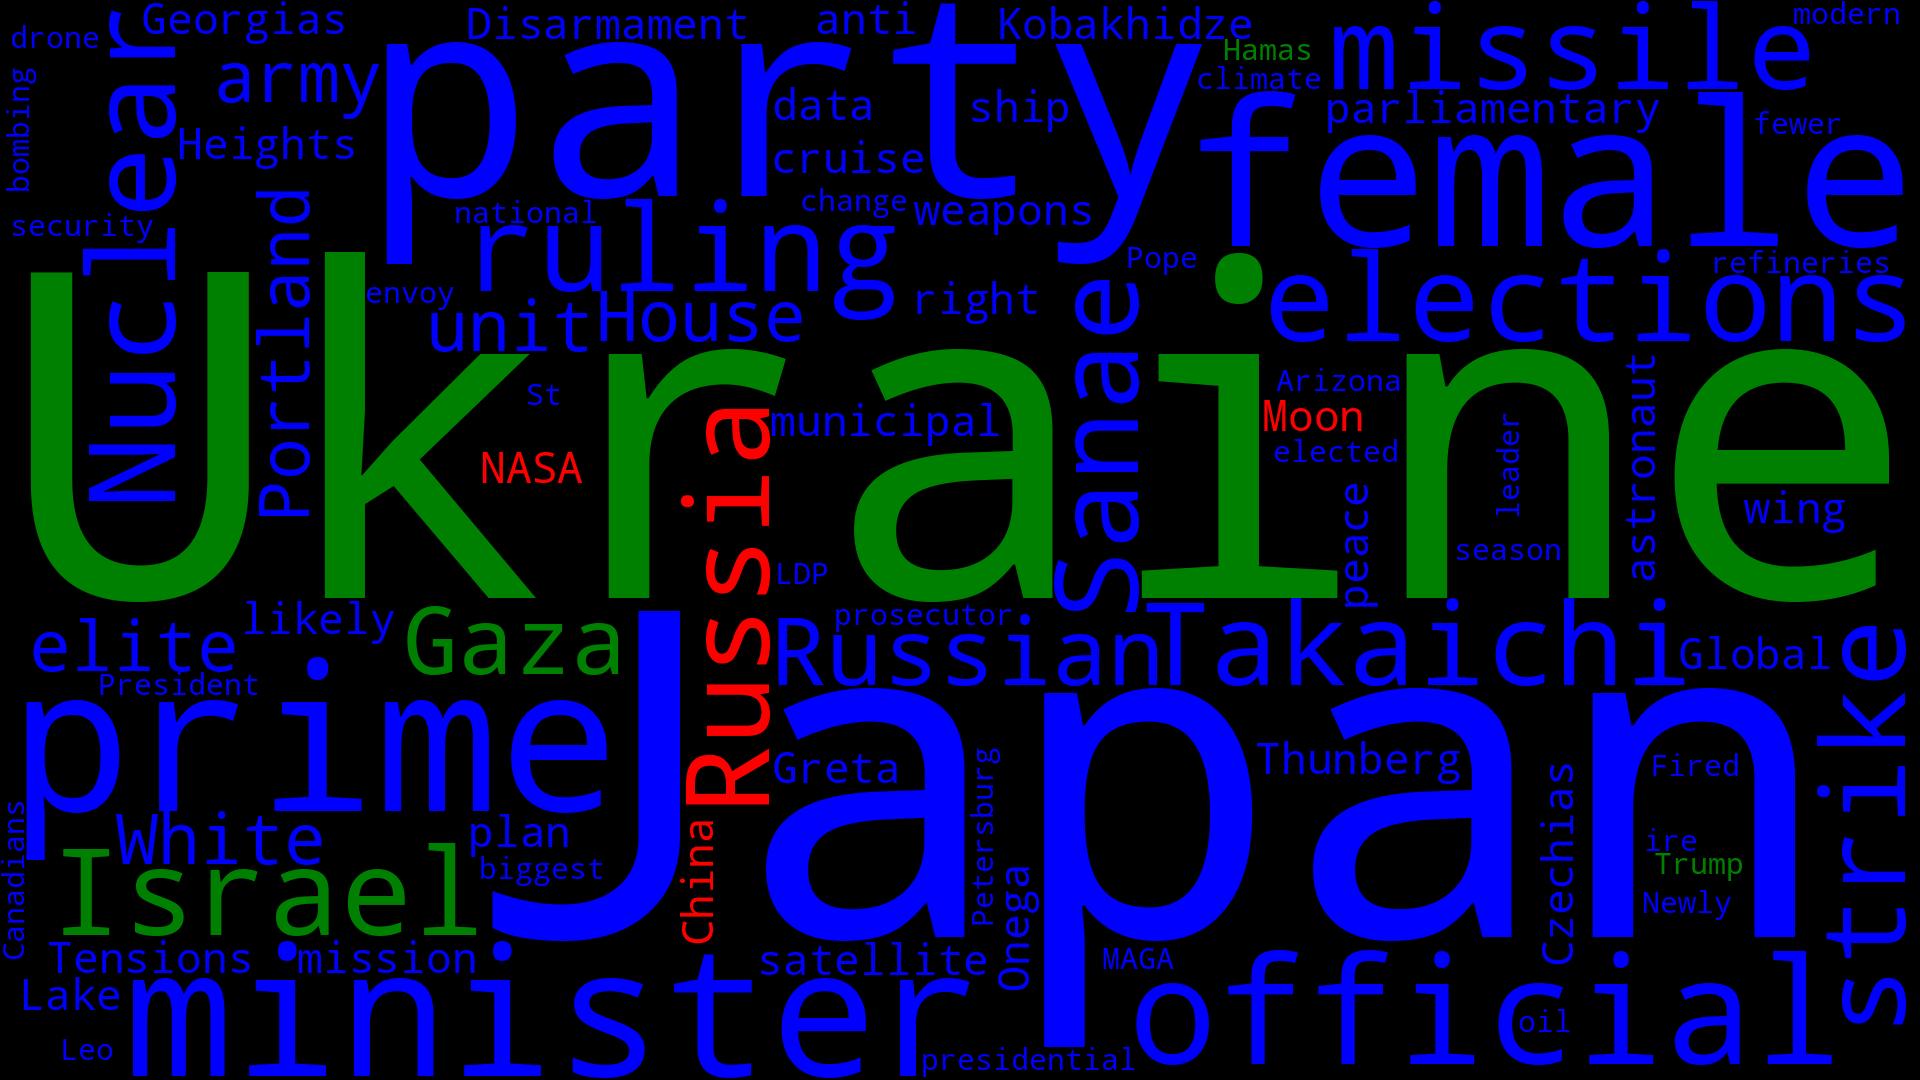 drone
Georgias
Disarmament
anti
Kobakhidze
missile
modern
Hamas
climate
bombing
Nuclear
army
party
data
ship
parliamentary
female
fewer
Heights
cruise
security
Portland
national
ruling
change
weapons
Pope
elections
refineries
envoy
unit
House
right
Sanae
Ukraine
St
NASA
Russia
municipal
Arizona
Moon
elected
leader
astronaut
wing
peace
season
LDP
elite
likely
Gaza
prosecutor
Russian
Takaichi
Global
President
prime
Japan
strike
Greta
Petersburg
Thunberg
Czechias
Fired
ire
Trump
Newly
Canadians
White
plan
biggest
China
Israel
Onega
Tensions
mission
satellite
MAGA
official
Lake
minister
oil
Leo
presidential